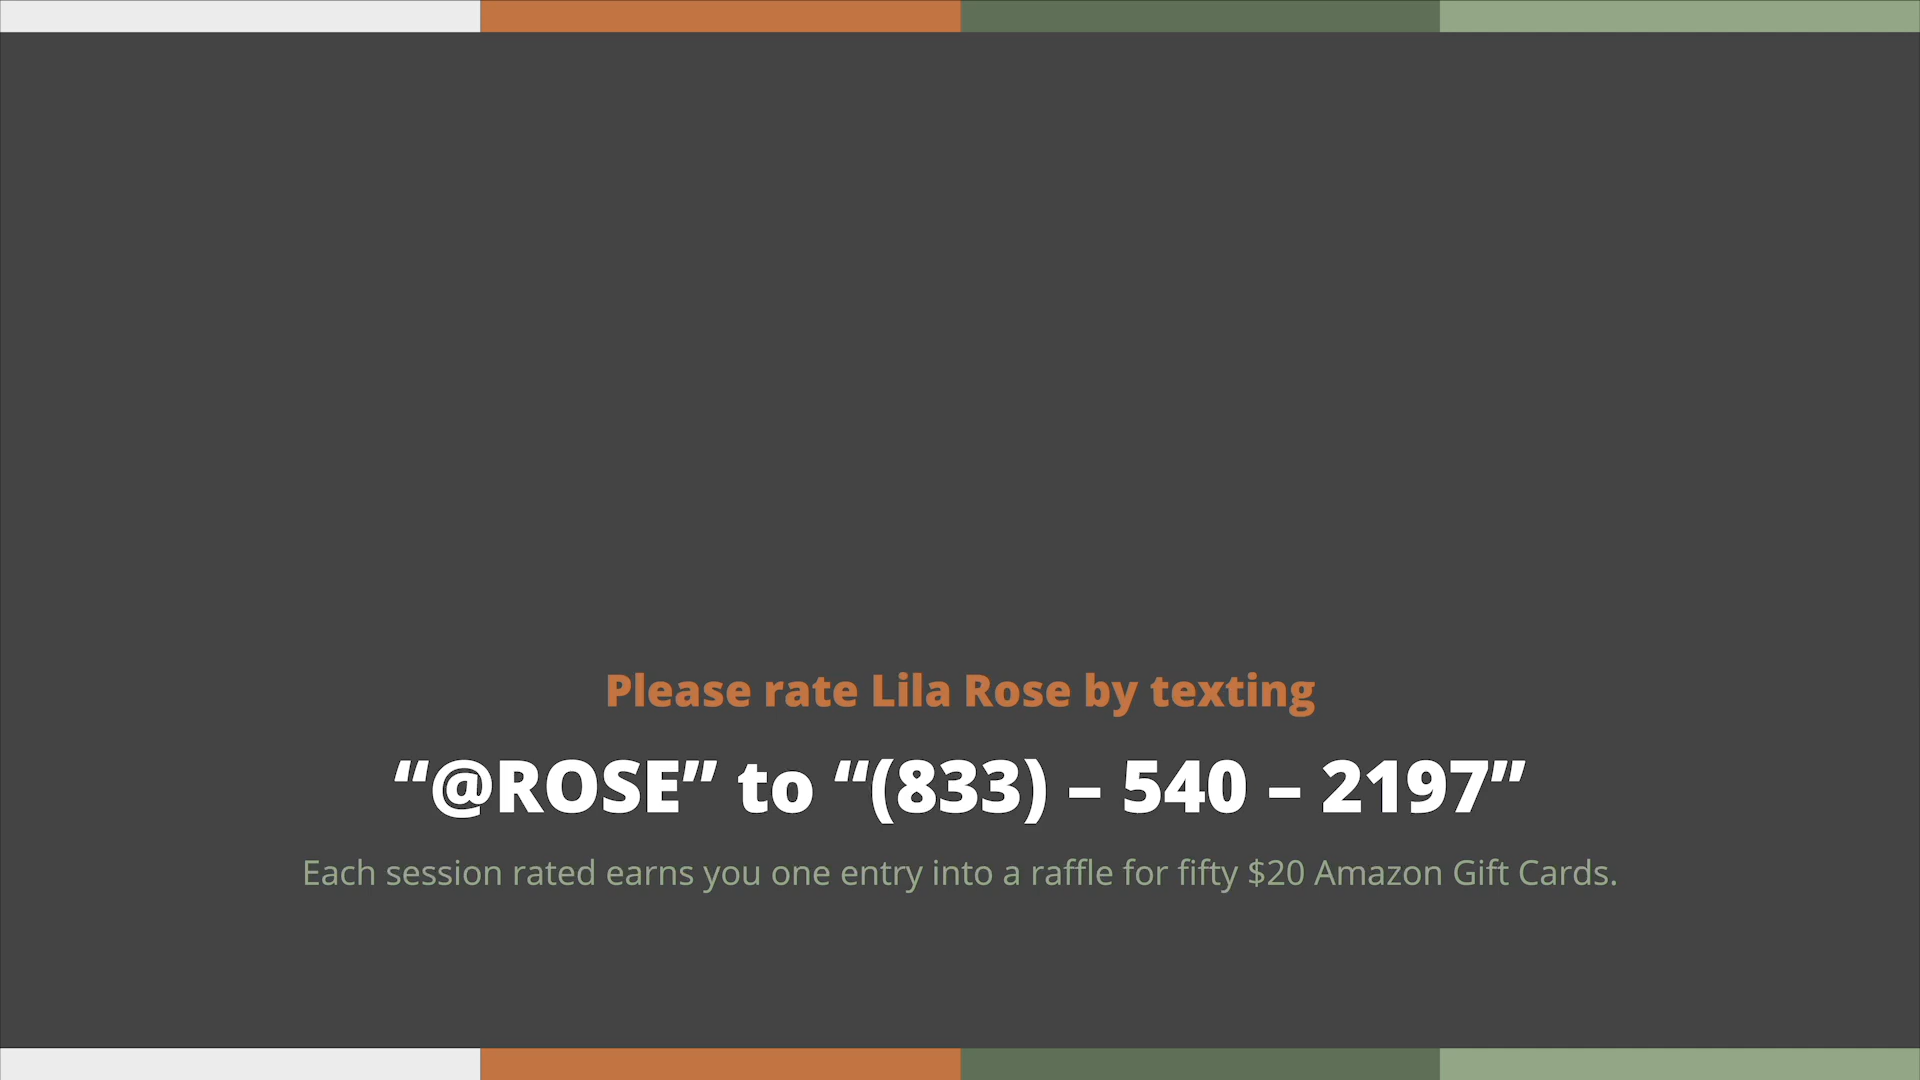 Please rate Lila Rose by texting
“@ROSE” to “(833) – 540 – 2197”
Each session rated earns you one entry into a raffle for fifty $20 Amazon Gift Cards.